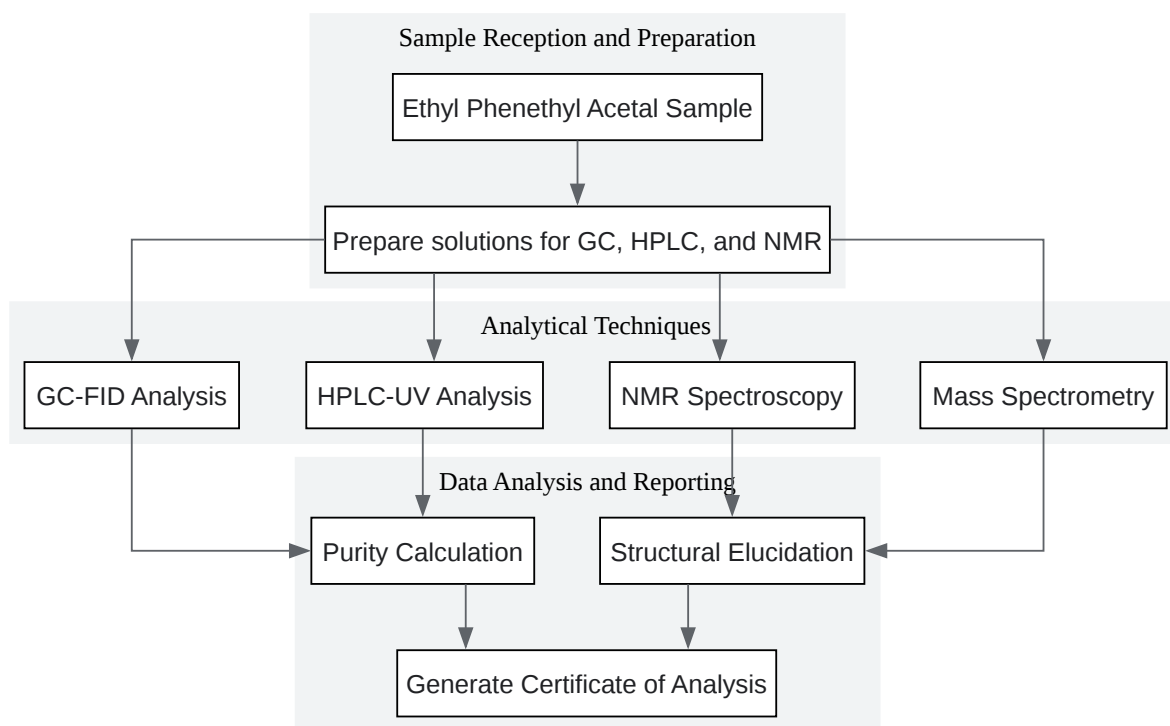 Sample Reception and Preparation
Ethyl Phenethyl Acetal Sample
Prepare solutions for GC, HPLC, and NMR
Analytical Techniques
GC-FID Analysis
HPLC-UV Analysis
NMR Spectroscopy
Mass Spectrometry
Data Analysis and Reporting
Purity Calculation
Structural Elucidation
Generate Certificate of Analysis